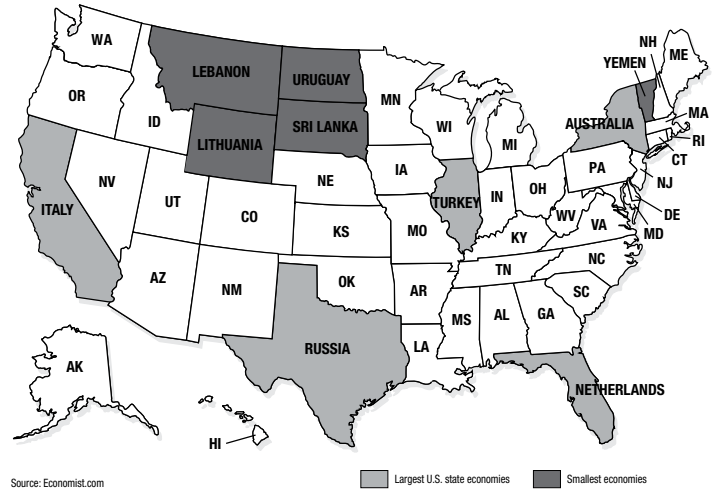 WA
NH
ME
YEMEN
LEBANON
URUGUAY
OR
MN
MA
ID
SRI LANKA
WI
AUSTRALIA
MI
RI
LITHUANIA
CT
IA
PA
NE
NJ
NV
OH
UT
IN
ITALY
TURKEY
DE
CO
WV
VA
MD
KS
MO
KY
NC
TN
AZ
OK
NM
AR
SC
MS
AL
GA
RUSSIA
LA
AK
NETHERLANDS
HI
Largest U.S. state economies
Smallest economies
Source: Economist.com